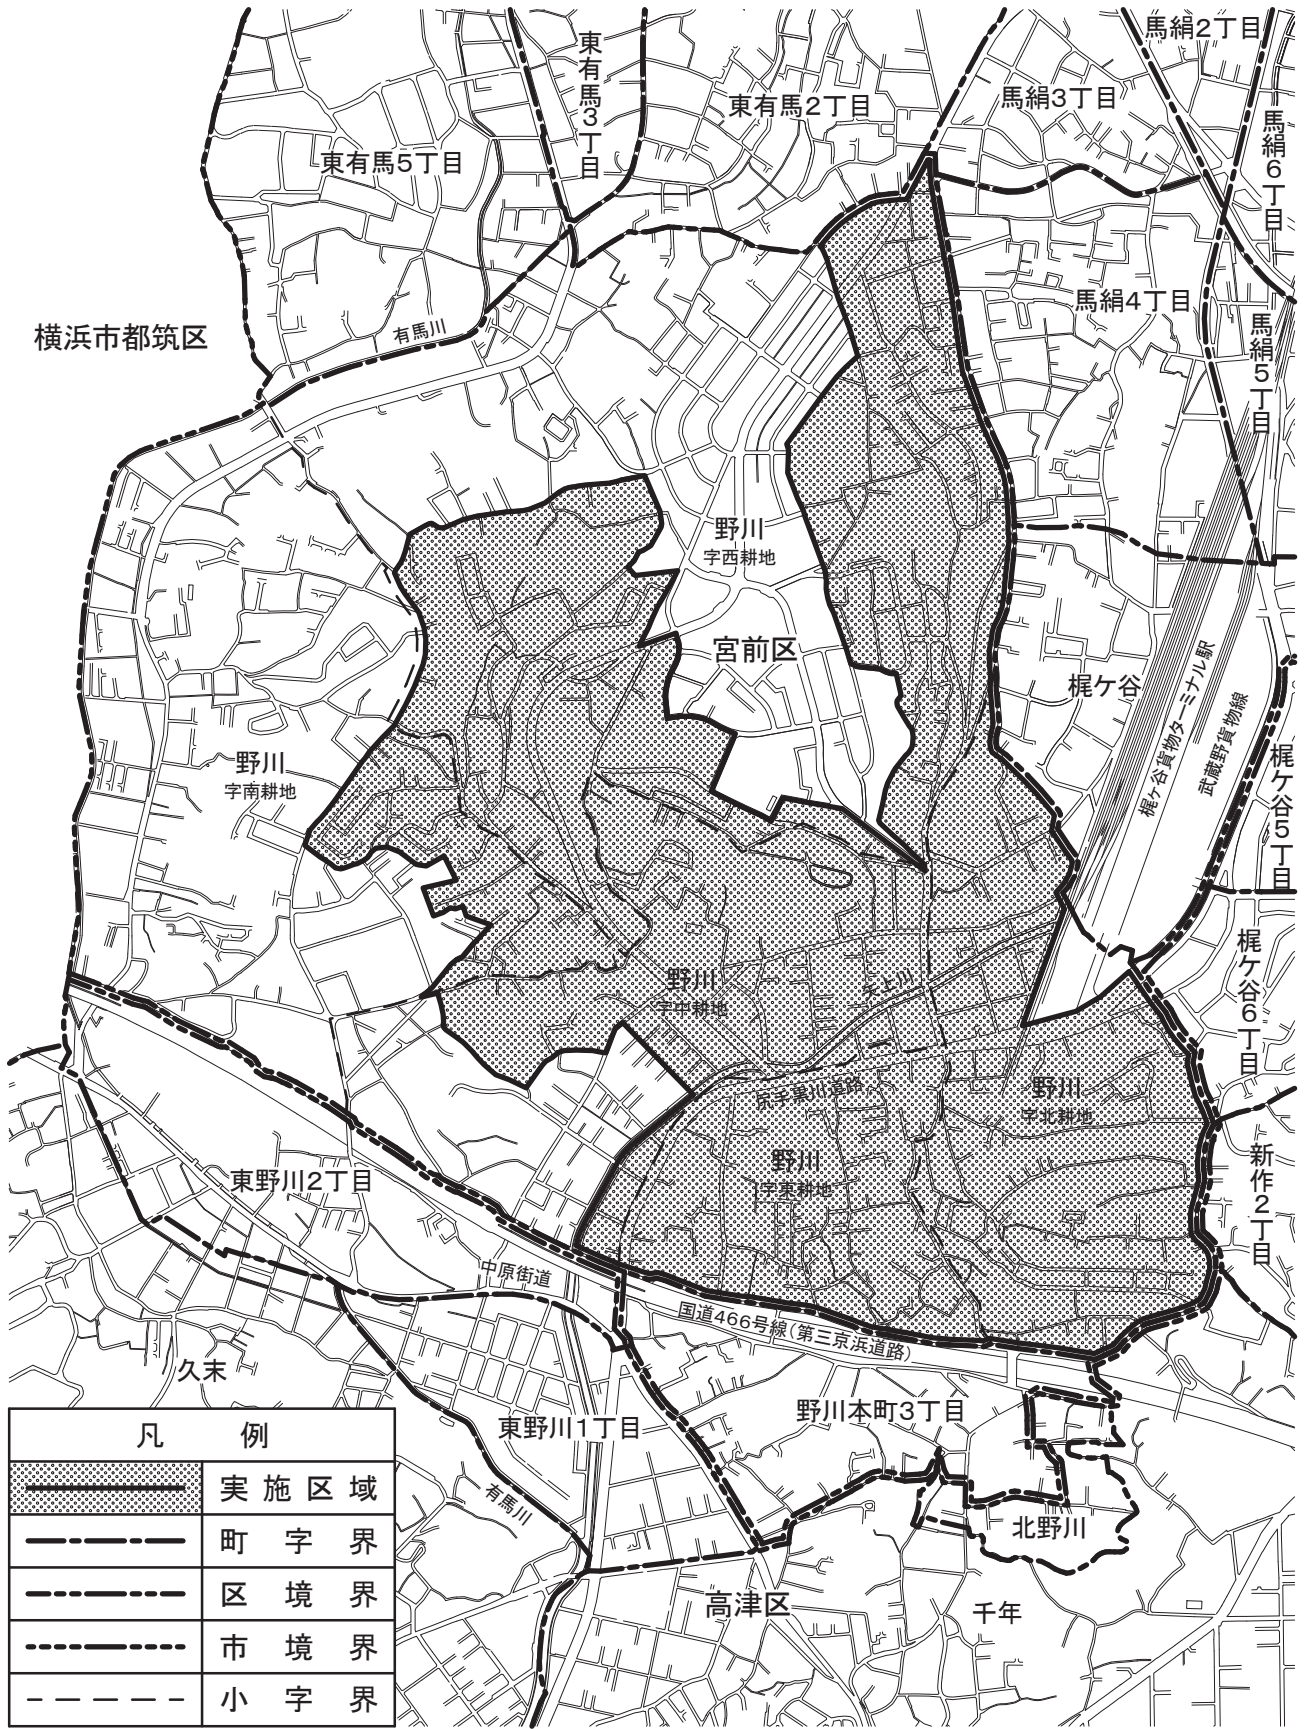 馬絹2丁目
東有馬3丁目
東有馬2丁目
馬絹3丁目
馬絹6丁目
東有馬5丁目
馬絹4丁目
馬絹5丁目
横浜市都筑区
有馬川
野川
字西耕地
宮前区
梶ケ谷
梶ヶ谷貨物ターミナル駅
武蔵野貨物線
野川
字南耕地
梶ケ谷5丁目
梶ケ谷6丁目
野川
字中耕地
矢上川
尻手黒川道路
野川
字北耕地
野川
字東耕地
新作2丁目
東野川2丁目
中原街道
国道466号線(第三京浜道路)
久末
東野川1丁目
野川本町3丁目
有馬川
北野川
高津区
千年
凡例
実施区域
町字界
区境界
市境界
小字界